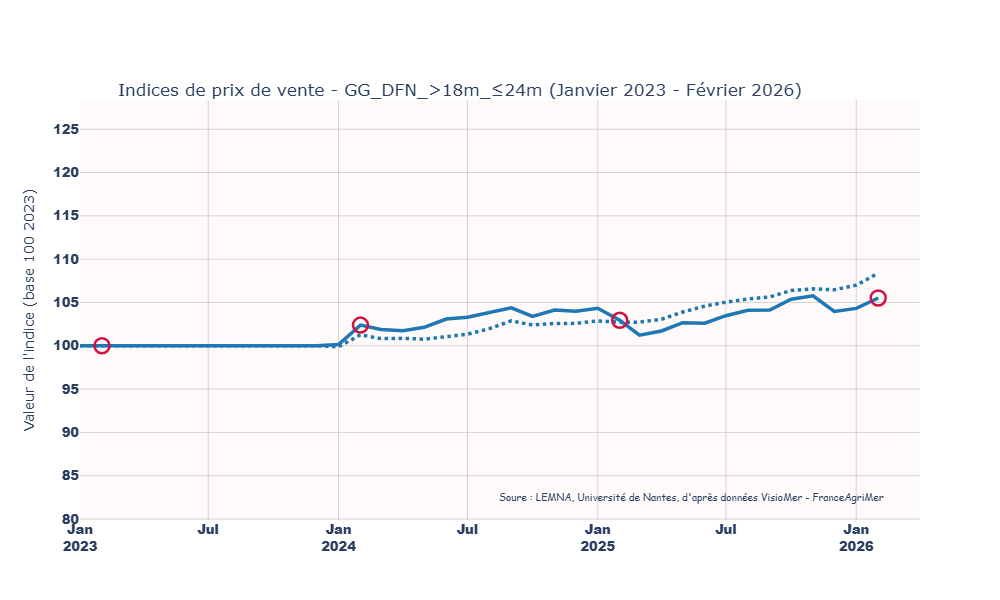 Indices de prix de vente - GG_DFN_>18m_≤24m (Janvier 2023 - Février 2026)
Valeur de l'indice (base 100 2023)
125
120
115
110
105
100
95
90
85
80
Soure : LEMNA, Université de Nantes, d'après données VisioMer - FranceAgriMer
Jan
2023
Jul
Jan
2024
Jul
Jan
2025
Jul
Jan
2026